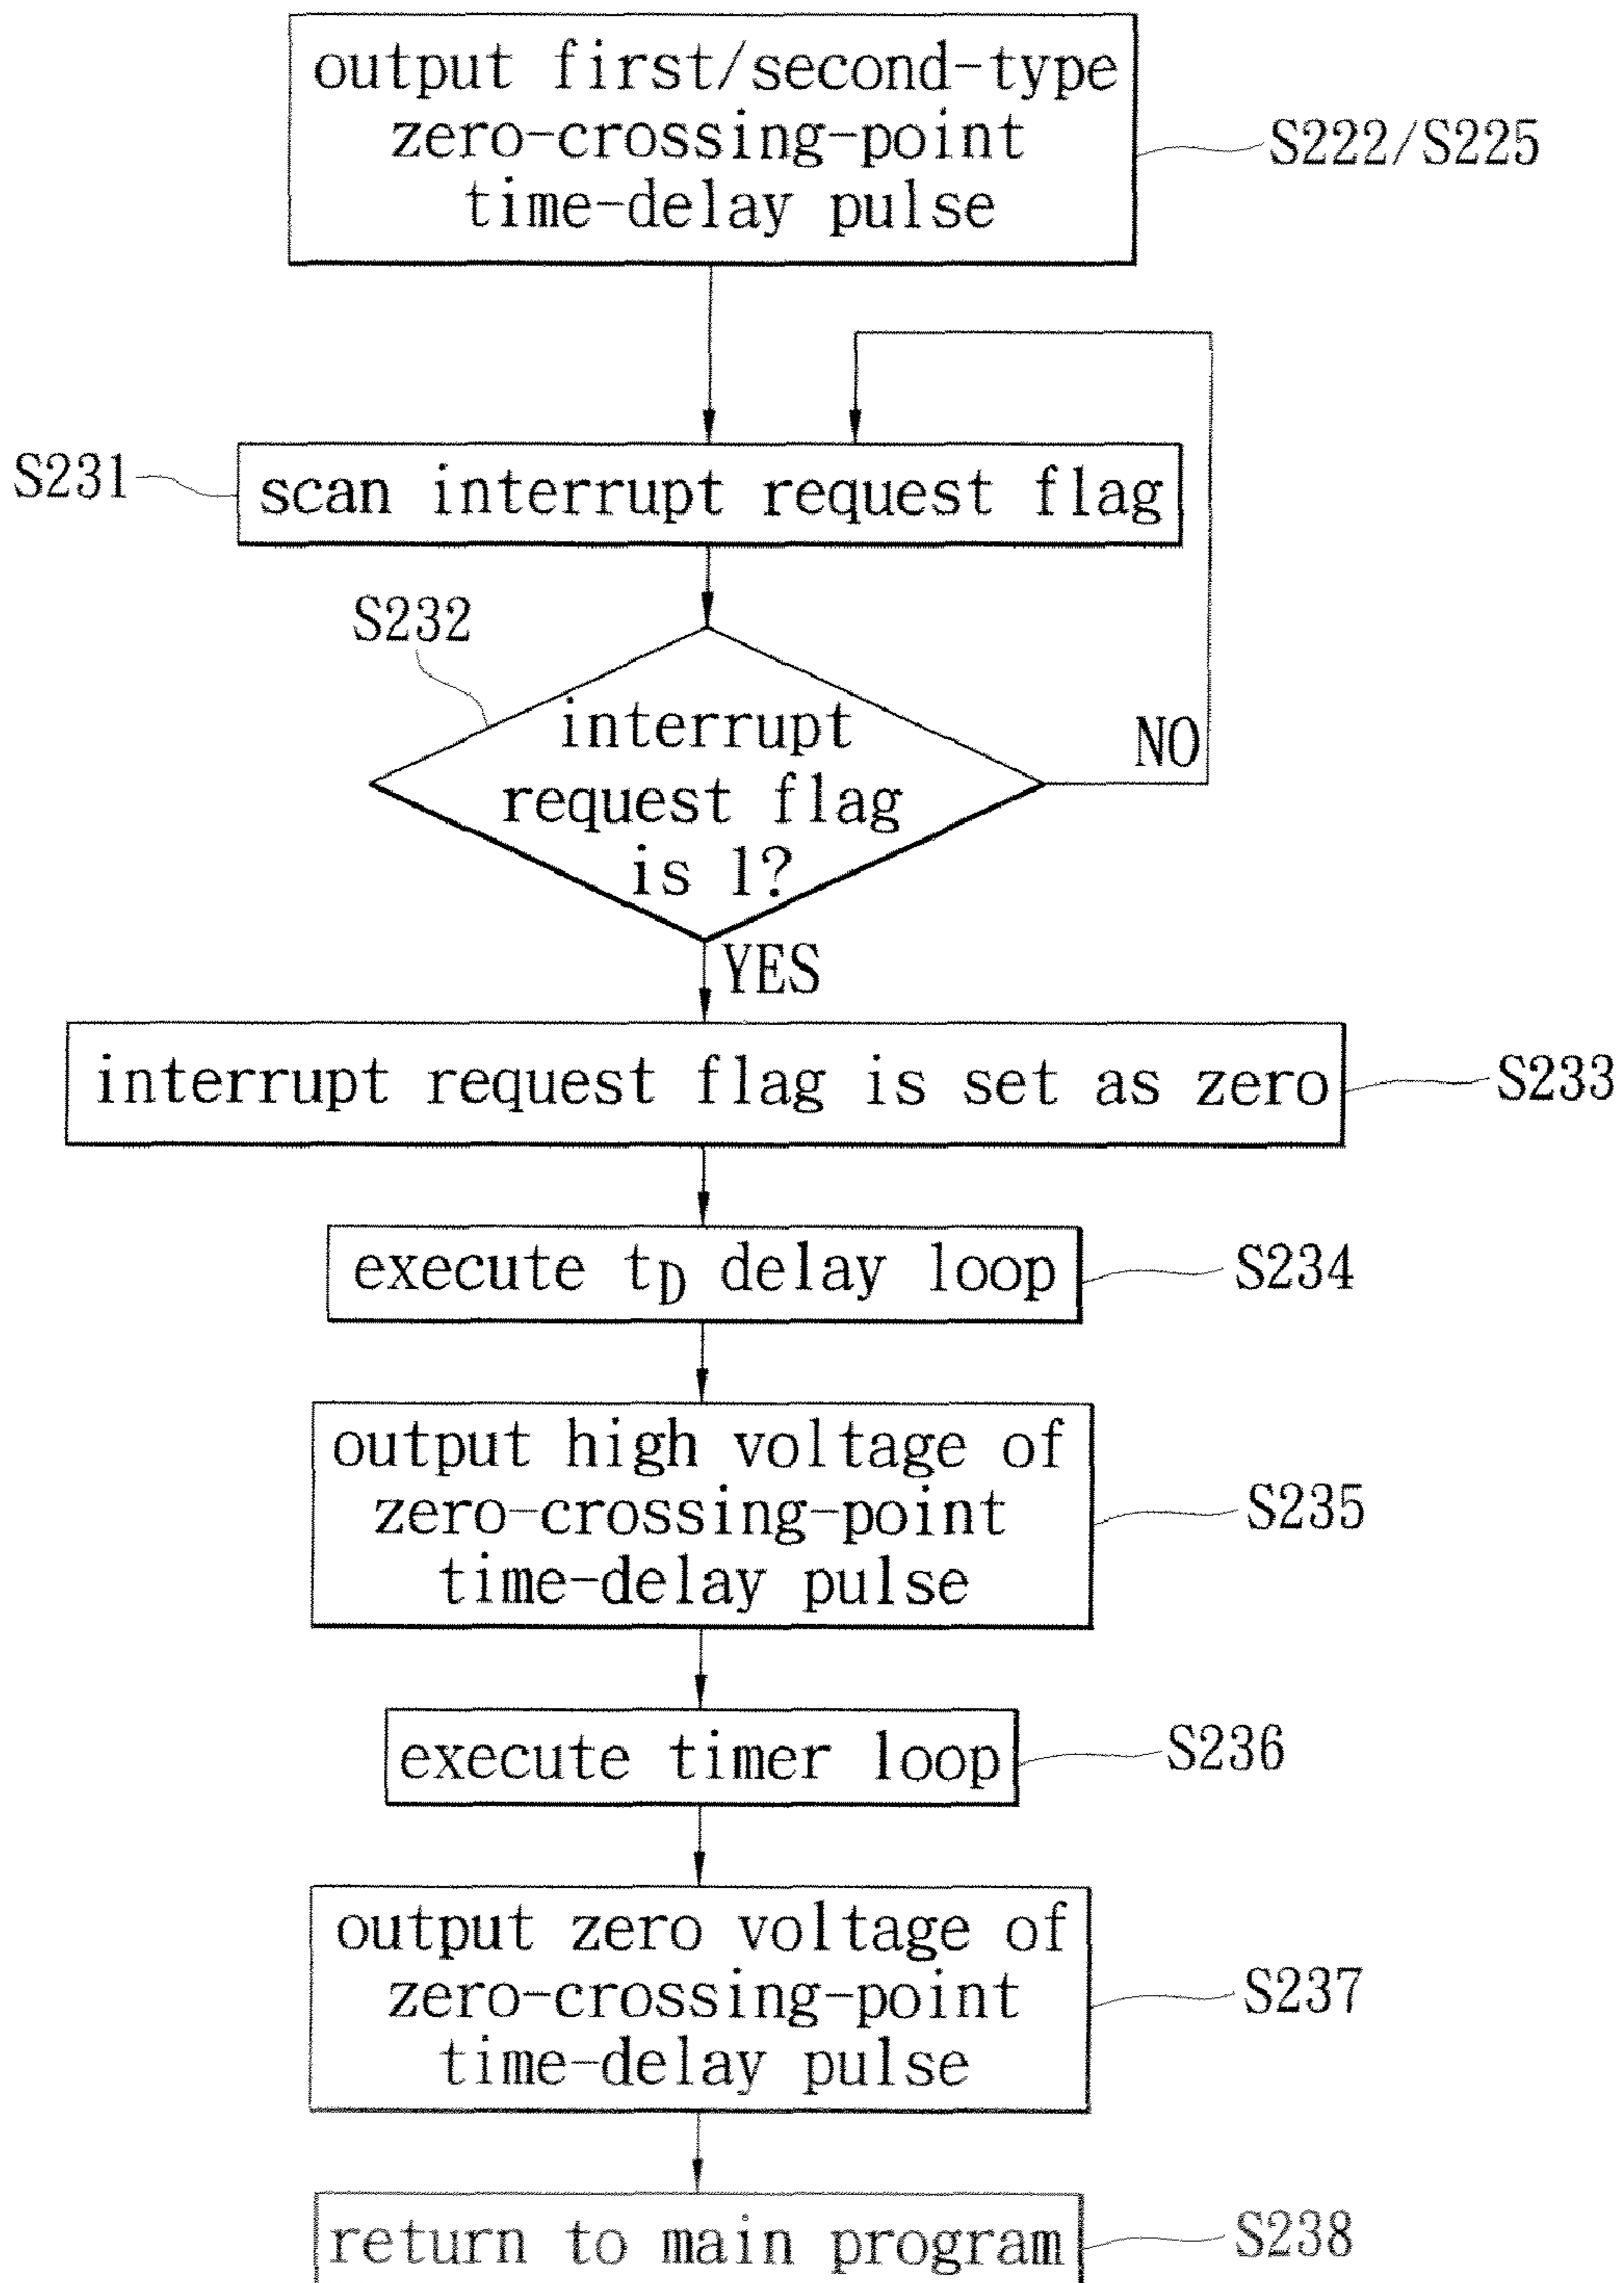 output first/second-type
zero-crossing-point
time-delay pulse
S222/S225
S231
scan interrupt request flag
S232
interrupt
request flag
is 1?
NO
YES
interrupt request flag is set as zero
S233
execute tD delay loop
S234
output high voltage of
zero-crossing-point
time-delay pulse
S235
execute timer loop
S236
output zero voltage of
zero-crossing-point
time-delay pulse
S237
return to main program
S238